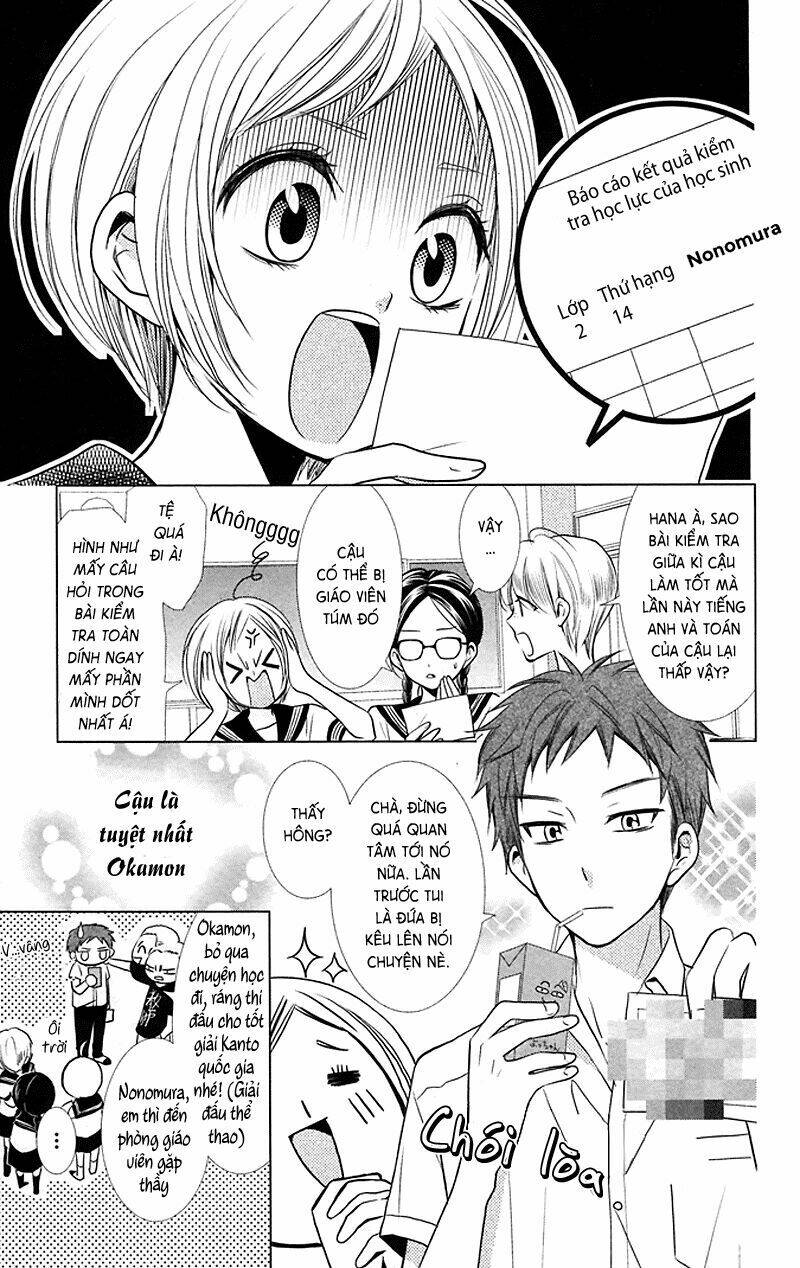 Báo cáo kết quả kiểm
tra học lực của học sinh
Nonomura
Lớp Thứ hạng
2 14
HANA À, SAO
BÀI KIỂM TRA
GIỮA KÌ CẬU
LÀM TỐT MÀ
LẦN NÀY TIẾNG
ANH VÀ TOÁN
CỦA CẬU LẠI
THẤP VẬY?
VẬY
...
CẬU
CÓ THỂ BỊ
GIÁO VIÊN
TÚM ĐÓ
Khôngggg
TỆ
QUÁ
ĐI À!
HÌNH NHƯ
MẤY CÂU
HỎI TRONG
BÀI KIỂM
TRA TOÀN
DÍNH NGAY
MẤY PHẦN
MÌNH DỐT
NHẤT Á!
CHÀ, ĐỪNG
QUÁ QUAN
TÂM TỚI NÓ
NỮA. LẦN
TRƯỚC TUI
LÀ ĐỨA BỊ
KÊU LÊN NÓI
CHUYỆN NÈ.
THẤY
HÔNG?
Cậu là
tuyệt nhất
Okamon
Chói lòa
Okamon,
bỏ qua
chuyện học
đi, ráng thi
đấu cho tốt
giải Kanto
quốc gia
nhé! (Giải
đấu thể
thao)
V..vâng
Ôi
trời
Nonomura,
em thì đến
phòng giáo
viên gặp
thầy
...